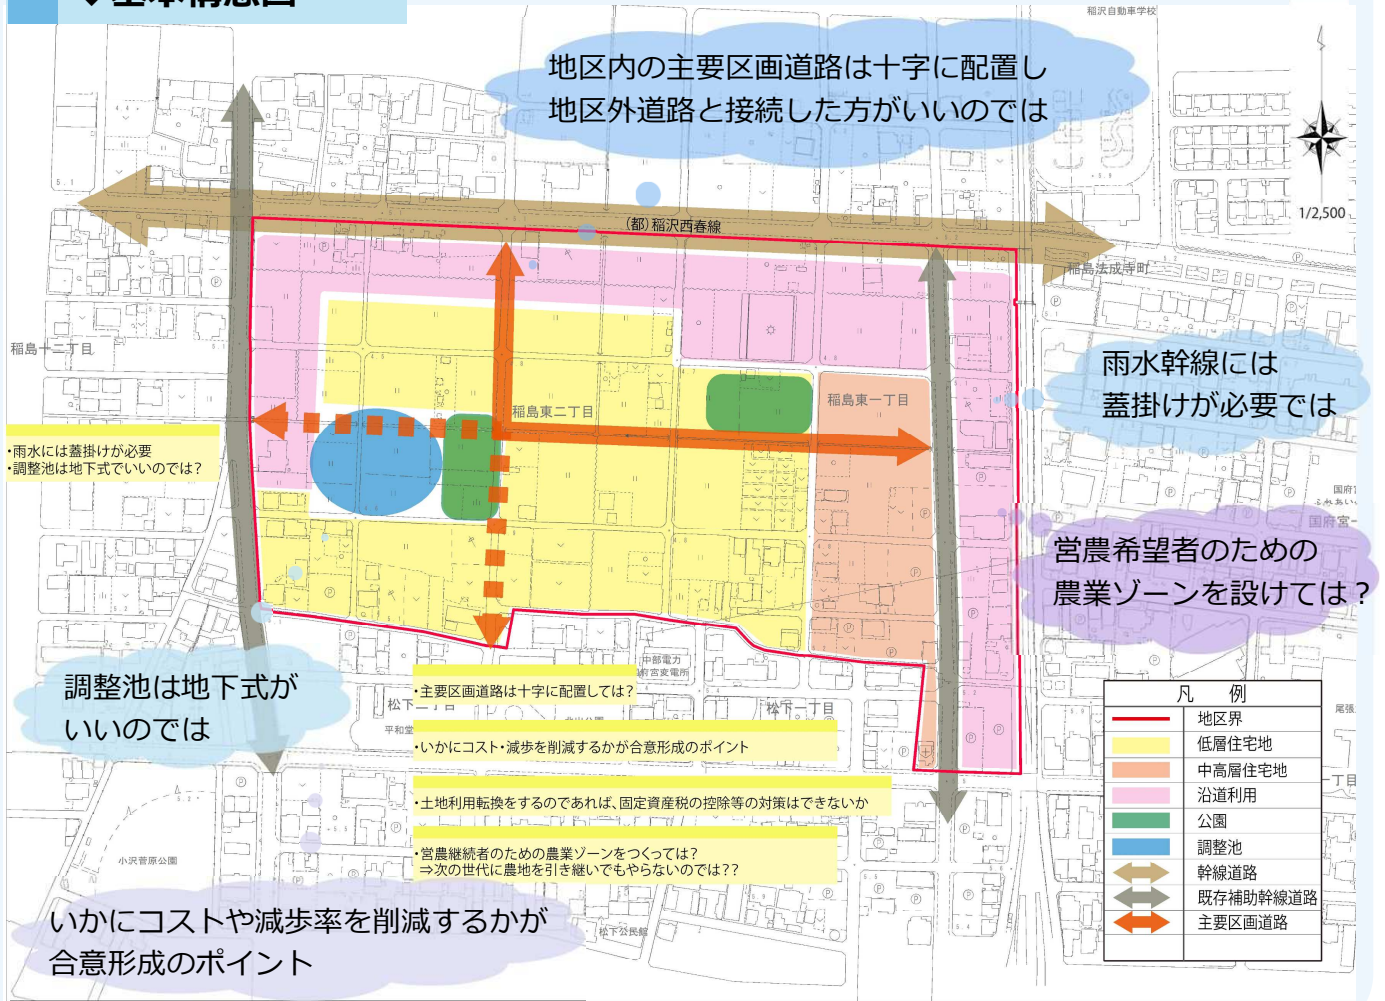 ◆基本構想図
稲沢自動車学校
地区内の主要区画道路は十字に配置し
地区外道路と接続した方がいいのでは
1/2,500
(都)稲沢西春線
稲島法成寺町
稲島十二丁目
雨水幹線には
蓋掛けが必要では
稲島東二丁目
稲島東一丁目
・雨水には蓋掛けが必要
・調整池は地下式でいいのでは?
国府宮一
営農希望者のための
農業ゾーンを設けては?
調整池は地下式が
いいのでは
中部電力
国府宮変電所
・主要区画道路は十字に配置しては?
松下二丁目
松下一丁目
平和堂
・いかにコスト・減歩を削減するかが合意形成のポイント
・土地利用転換をするのであれば、固定資産税の控除等の対策はできないか
・営農継続者のための農業ゾーンをつくっては?
⇒次の世代に農地を引き継いでもやらないのでは??
凡 例
地区界
低層住宅地
中高層住宅地
沿道利用
公園
調整池
幹線道路
既存補助幹線道路
主要区画道路
尾張
一丁目
小沢菅原公園
松下公民館
いかにコストや減歩率を削減するかが
合意形成のポイント